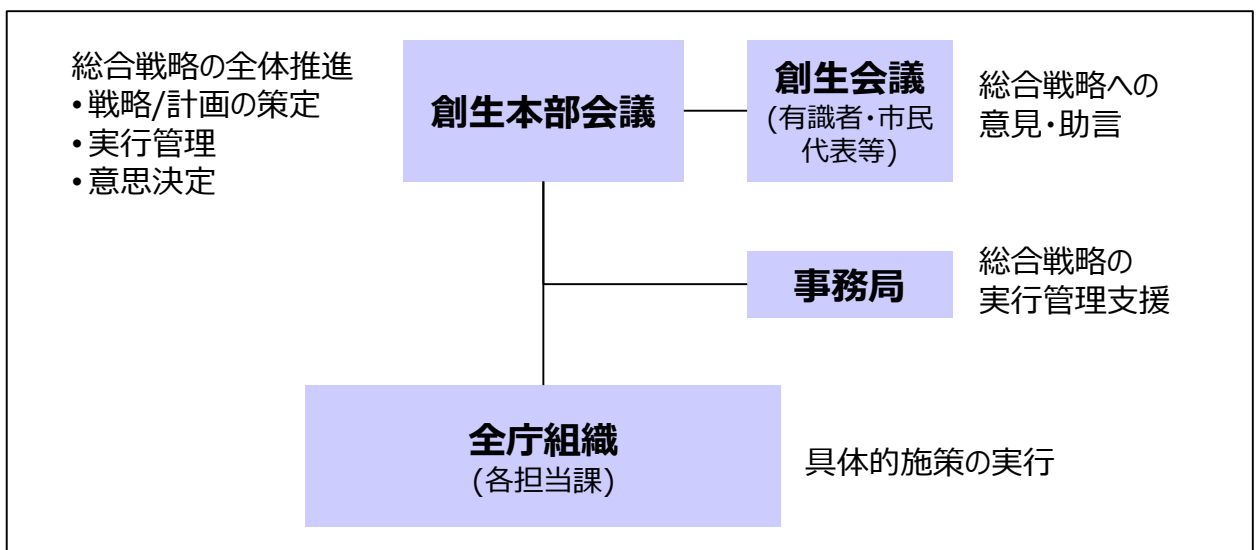 総合戦略の全体推進
•戦略/計画の策定
•実行管理
•意思決定
創生本部会議
創生会議
(有識者・市民
代表等)
総合戦略への
意見・助言
事務局
総合戦略の
実行管理支援
全庁組織
(各担当課)
具体的施策の実行